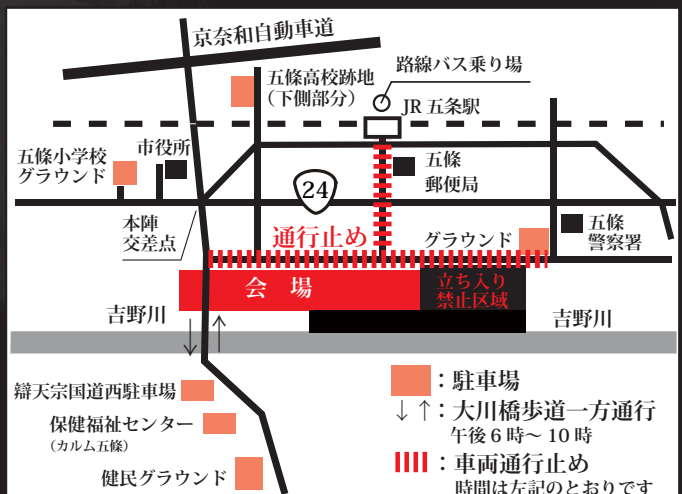 京奈和自動車道
五條高校跡地
（下側部分）
路線バス乗り場
JR 五条駅
五條小学校
グラウンド
市役所
五條
郵便局
24
本陣
交差点
通行止め
グラウンド
五條
警察署
会 場
立ち入り
禁止区域
吉野川
吉野川
↓ ↑
辯天宗国道西駐車場
保健福祉センター
(カルム五條)
健民グラウンド
：駐車場
↓ ↑：大川橋歩道一方通行
午後 6 時～ 10 時
：車両通行止め
時間は左記のとおりです